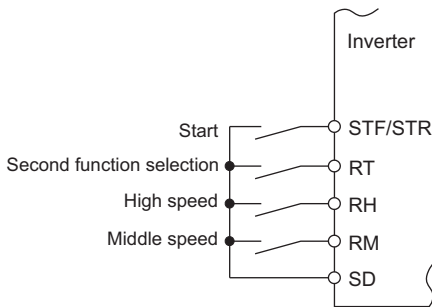 Inverter
Start STF/STR
Second function selection RT
High speed RH
Middle speed RM
SD